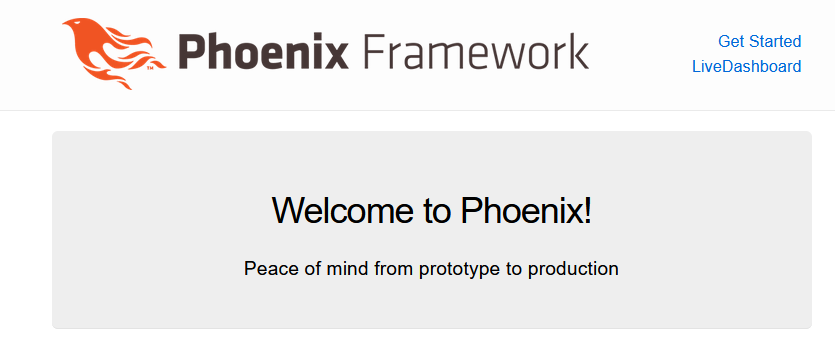 Phoenix Framework
Get Started
LiveDashboard
Welcome to Phoenix!
Peace of mind from prototype to production